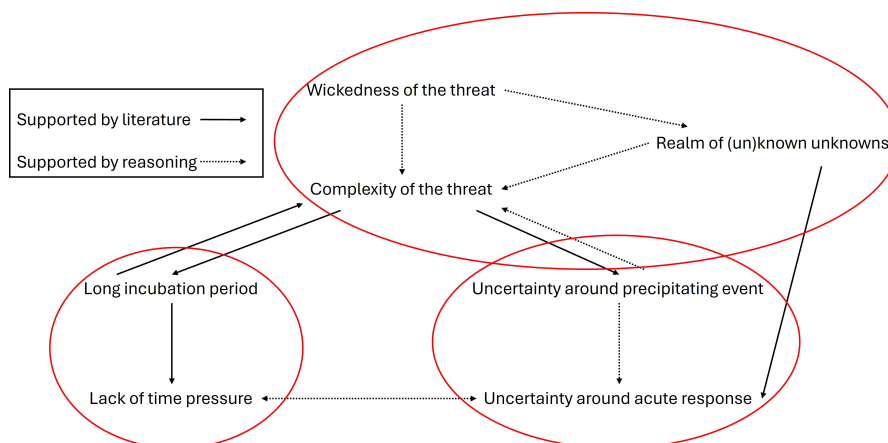 Wickedness of the threat
Supported by literature
Realm of (un)known unknowns
Supported by reasoning
Complexity of the threat
Long incubation period
Uncertainty around precipitating event
Lack of time pressure
Uncertainty around acute response